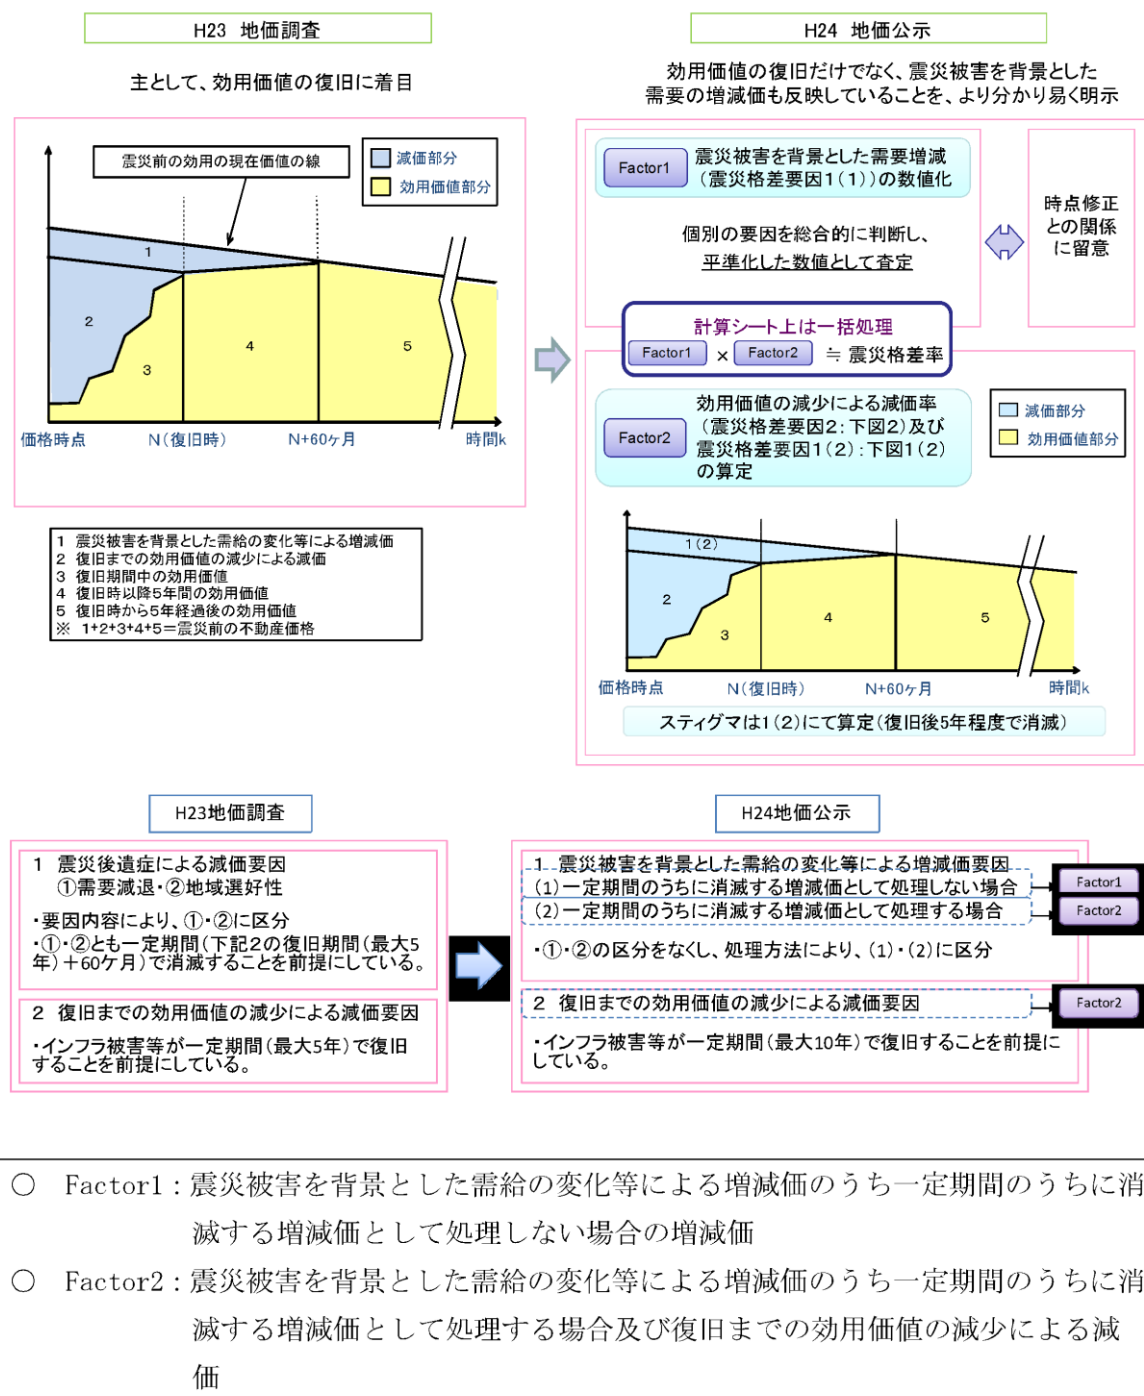 H23 地価調査
主として、効用価値の復旧に着目
震災前の効用の現在価値の線
減価部分
効用価値部分
1
2
3
4
5
価格時点
N(復旧時)
N+60ヶ月
時間k
1 震災被害を背景とした需給の変化等による増減価
2 復旧までの効用価値の減少による減価
3 復旧期間中の効用価値
4 復旧時以降5年間の効用価値
5 復旧時から5年経過後の効用価値
※ 1+2+3+4+5=震災前の不動産価格
H24 地価公示
効用価値の復旧だけでなく、震災被害を背景とした
需要の増減価も反映していることを、より分かり易く明示
Factor1
震災被害を背景とした需要増減
(震災格差要因1(1))の数値化
個別の要因を総合的に判断し、
平準化した数値として査定
時点修正
との関係
に留意
計算シート上は一括処理
Factor1 × Factor2 ≒ 震災格差率
Factor2
効用価値の減少による減価率
(震災格差要因2:下図2)及び
震災格差要因1(2):下図1(2)
の算定
減価部分
効用価値部分
1(2)
2
3
4
5
価格時点
N(復旧時)
N+60ヶ月
時間k
スティグマは1(2)にて算定(復旧後5年程度で消滅)
H23地価調査
1 震災後遺症による減価要因
①需要減退・②地域選好性
・要因内容により、①・②に区分
・①・②とも一定期間(下記2の復旧期間(最大5
年)+60ケ月)で消滅することを前提にしている。
2 復旧までの効用価値の減少による減価要因
・インフラ被害等が一定期間(最大5年)で復旧
することを前提にしている。
H24地価公示
1 震災被害を背景とした需給の変化等による増減価要因
(1)一定期間のうちに消滅する増減価として処理しない場合
Factor1
(2)一定期間のうちに消滅する増減価として処理する場合
Factor2
・①・②の区分をなくし、処理方法により、(1)・(2)に区分
2 復旧までの効用価値の減少による減価要因
Factor2
・インフラ被害等が一定期間(最大10年)で復旧することを前提に
している。
○ Factor1:震災被害を背景とした需給の変化等による増減価のうち一定期間のうちに消
滅する増減価として処理しない場合の増減価
○ Factor2:震災被害を背景とした需給の変化等による増減価のうち一定期間のうちに消
滅する増減価として処理する場合及び復旧までの効用価値の減少による減
価